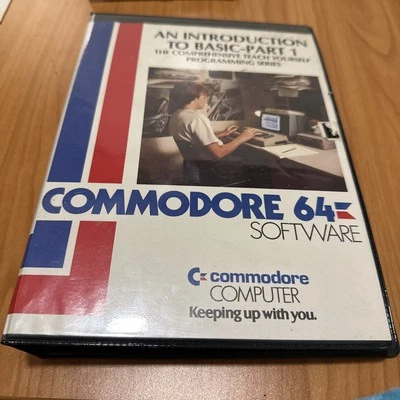 AN INTRODUCTION
TO BASIC-PART 1
THE COMPREHENSIVE TEACH YOURSELF
PROGRAMMING SERIES
COMMODORE 64
SOFTWARE
commodore
COMPUTER
Keeping up with you.